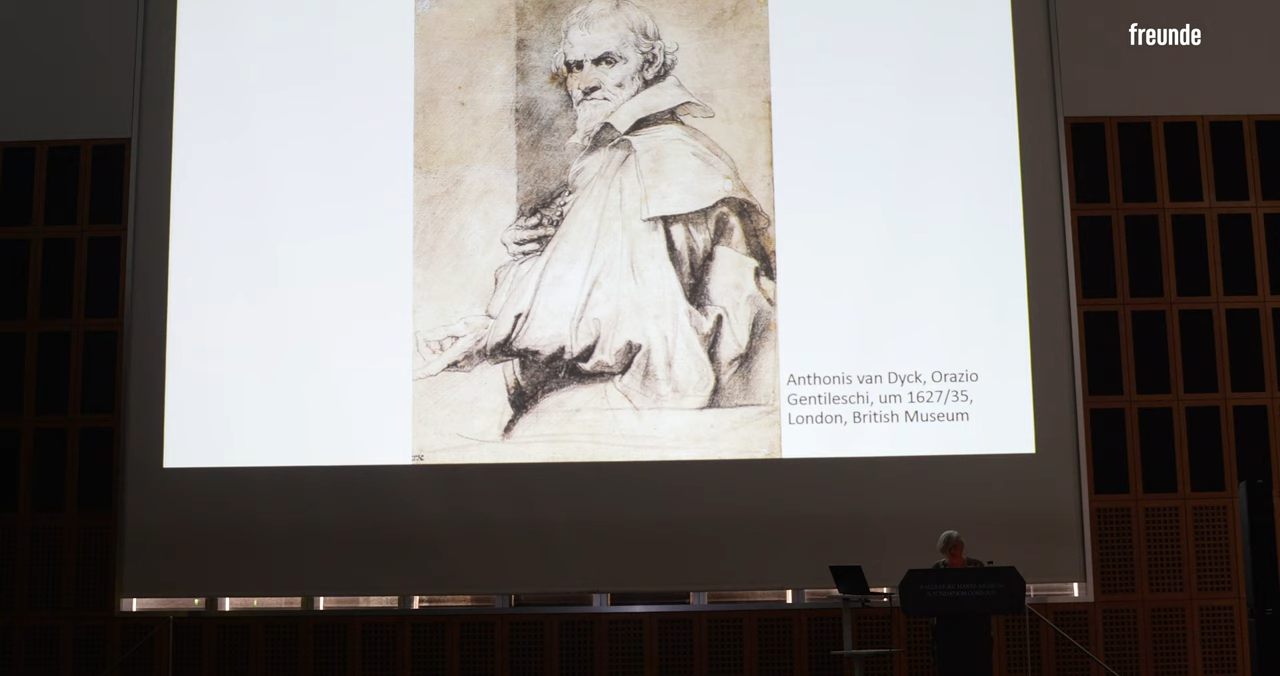 freunde
Anthonis van Dyck, Orazio
Gentileschi, um 1627/35,
London, British Museum